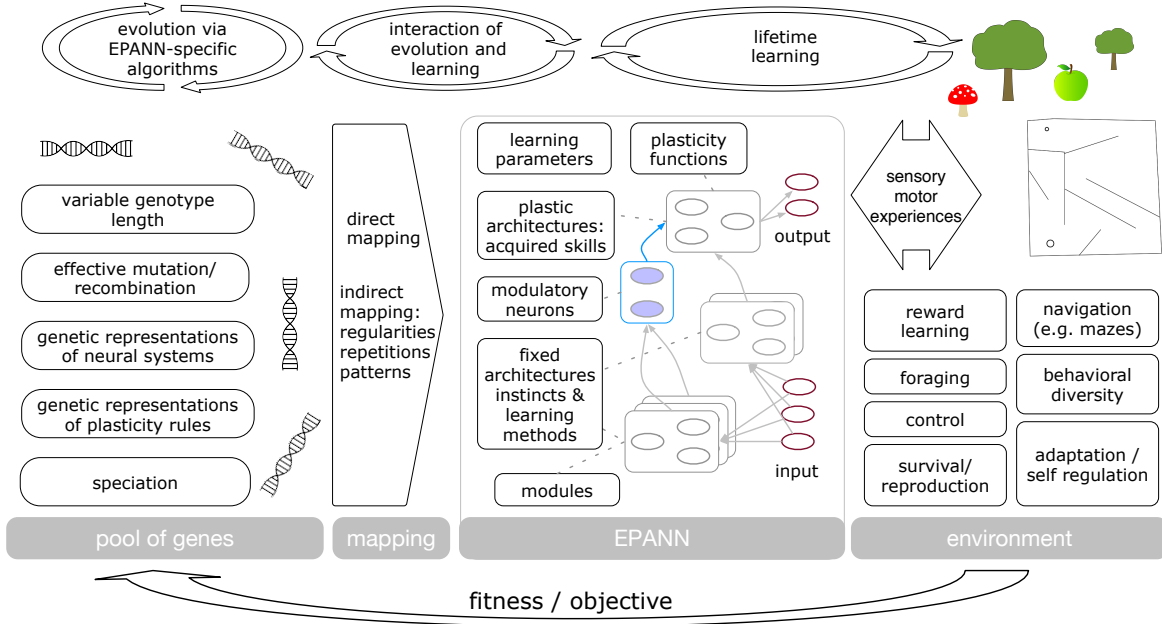 evolution via
EPANN-specific
algorithms
interaction of
evolution and
learning
lifetime
learning
variable genotype
length
effective mutation/
recombination
genetic representations
of neural systems
genetic representations
of plasticity rules
speciation
pool of genes
direct
mapping
indirect
mapping:
regularities
repetitions
patterns
mapping
learning
parameters
plasticity
functions
plastic
architectures:
acquired skills
modulatory
neurons
fixed
architectures
instincts &
learning
methods
modules
output
input
EPANN
sensory
motor
experiences
reward
learning
foraging
control
survival/
reproduction
navigation
(e.g. mazes)
behavioral
diversity
adaptation /
self regulation
environment
fitness / objective